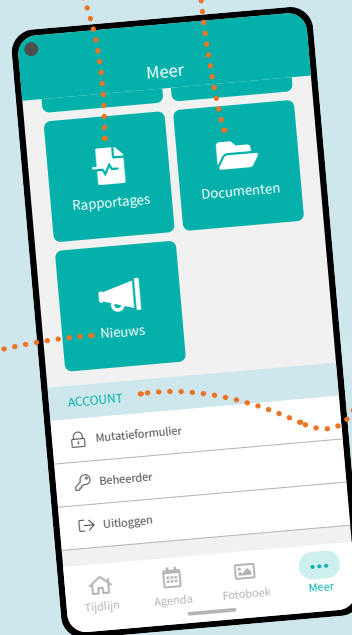 Meer
Rapportages
Documenten
Nieuws
ACCOUNT
Mutatieformulier
Beheerder
Uitloggen
Tijdlijn
Agenda
Fotoboek
Meer